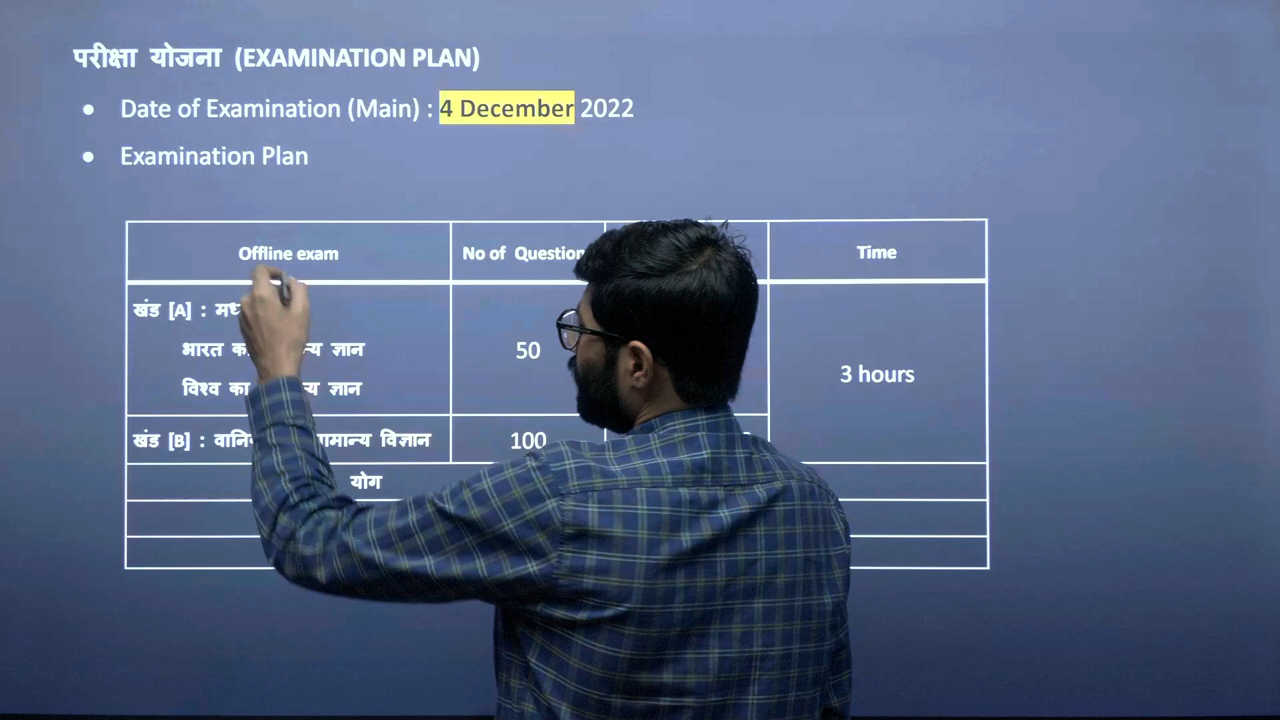 परीक्षा योजना (EXAMINATION PLAN)
• Date of Examination (Main) : 4 December 2022
• Examination Plan
Offline exam No of Question Time
खंड [A] :
भारत ज्ञान 50 3 hours
विश्व ज्ञान
खंड [B] : विज्ञान 100
योग